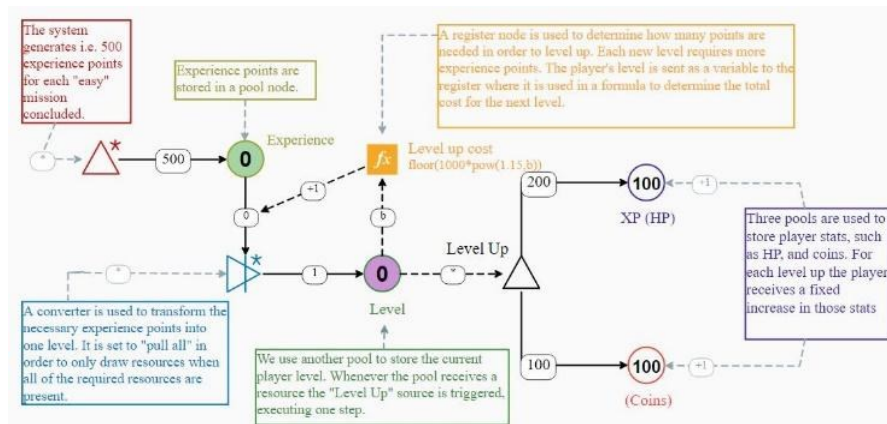 The system
generates i.e. 500
experience points
for each "easy"
mission
concluded.
Experience points are
stored in a pool node.
A register node is used to determine how many points are
needed in order to level up. Each new level requires more
experience points. The player's level is sent as a variable to the
register where it is used in a formula to determine the total
cost for the next level.
*
*
500
0
Experience
fx
Level up cost
floor(1000*pow(1.15,b))
+1
0
b
200
100
+1
XP (HP)
Three pools are used to
store player stats, such
as HP, and coins. For
each level up the player
receives a fixed
increase in those stats
*
*
1
0
Level
*
Level Up
A converter is used to transform the
necessary experience points into
one level. It is set to "pull all" in
order to only draw resources when
all of the required resources are
present.
We use another pool to store the current
player level. Whenever the pool receives a
resource the "Level Up" source is triggered,
executing one step.
100
100
+1
(Coins)